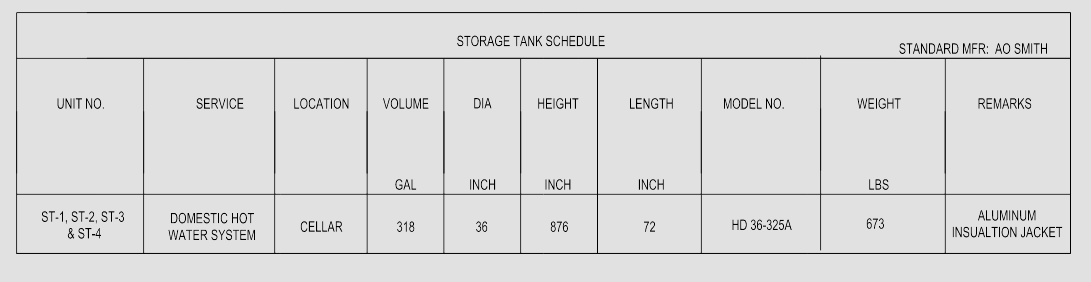 STORAGE TANK SCHEDULE
STANDARD MFR: AO SMITH
UNIT NO. SERVICE LOCATION VOLUME DIA HEIGHT LENGTH MODEL NO. WEIGHT REMARKS
GAL INCH INCH INCH LBS
ST-1, ST-2, ST-3
& ST-4
DOMESTIC HOT
WATER SYSTEM
CELLAR
318
36
876
72
HD 36-325A
673
ALUMINUM
INSUALTION JACKET